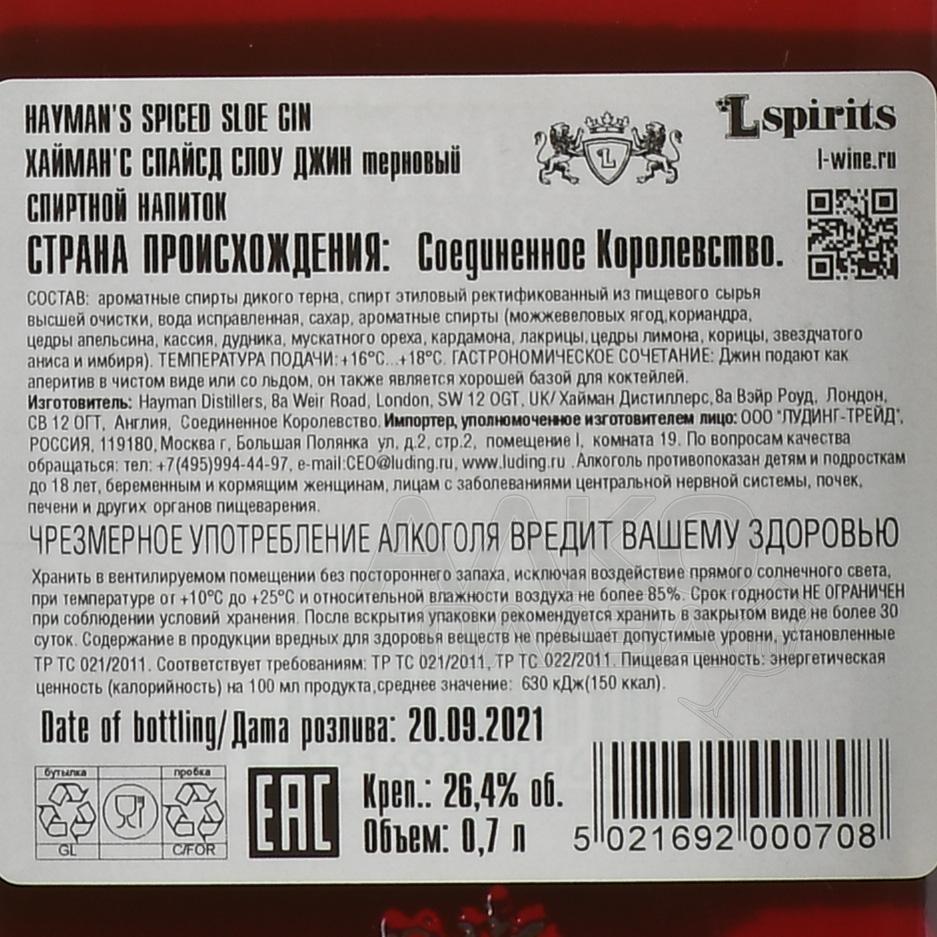 HAYMAN'S SPICED SLOE GIN
ХАЙМАН'С СПАЙСД СЛОУ ДЖИН терновый
СПИРТНОЙ НАПИТОК
L
Lspirits
l-wine.ru
СТРАНА ПРОИСХОЖДЕНИЯ: Соединенное Королевство.
СОСТАВ: ароматные спирты дикого терна, спирт этиловый ректификованный из пищевого сырья
высшей очистки, вода исправленная, сахар, ароматные спирты (можжевеловых ягод,кориандра,
цедры апельсина, кассия, дудника, мускатного ореха, кардамона, лакрицы,цедры лимона, корицы, звездчатого
аниса и имбиря). ТЕМПЕРАТУРА ПОДАЧИ:+16°С...+18°С. ГАСТРОНОМИЧЕСКОЕ СОЧЕТАНИЕ: Джин подают как
аперитив в чистом виде или со льдом, он также является хорошей базой для коктейлей.
Изготовитель: Hayman Distillers, 8a Weir Road, London, SW 12 OGT, UK/ Хайман Дистиллерс,8а Вэйр Роуд, Лондон,
СВ 12 ОГТ, Англия, Соединенное Королевство. Импортер, уполномоченное изготовителем лицо: ООО "ЛУДИНГ-ТРЕЙД",
РОССИЯ, 119180, Москва г, Большая Полянка ул, д.2, стр.2, помещение I, комната 19. По вопросам качества
обращаться: тел: +7(495)994-44-97, e-mail:CEO@luding.ru, www.luding.ru .Алкоголь противопоказан детям и подросткам
до 18 лет, беременным и кормящим женщинам, лицам с заболеваниями центральной нервной системы, почек,
печени и других органов пищеварения.
ЧРЕЗМЕРНОЕ УПОТРЕБЛЕНИЕ АЛКОГОЛЯ ВРЕДИТ ВАШЕМУ ЗДОРОВЬЮ
Хранить в вентилируемом помещении без постороннего запаха, исключая воздействие прямого солнечного света,
при температуре от +10°С до +25°С и относительной влажности воздуха не более 85%. Срок годности НЕ ОГРАНИЧЕН
при соблюдении условий хранения. После вскрытия упаковки рекомендуется хранить в закрытом виде не более 30
суток. Содержание в продукции вредных для здоровья веществ не превышает допустимые уровни, установленные
ТР ТС 021/2011. Соответствует требованиям: ТР ТС 021/2011, ТР ТС 022/2011. Пищевая ценность: энергетическая
ценность (калорийность) на 100 мл продукта,среднее значение: 630 кДж(150 ккал).
Date of bottling/Дата розлива: 20.09.2021
бутылка пробка
GL C/FOR
EAC
Креп.: 26,4% об.
Объем: 0,7 л
5 021692 000708